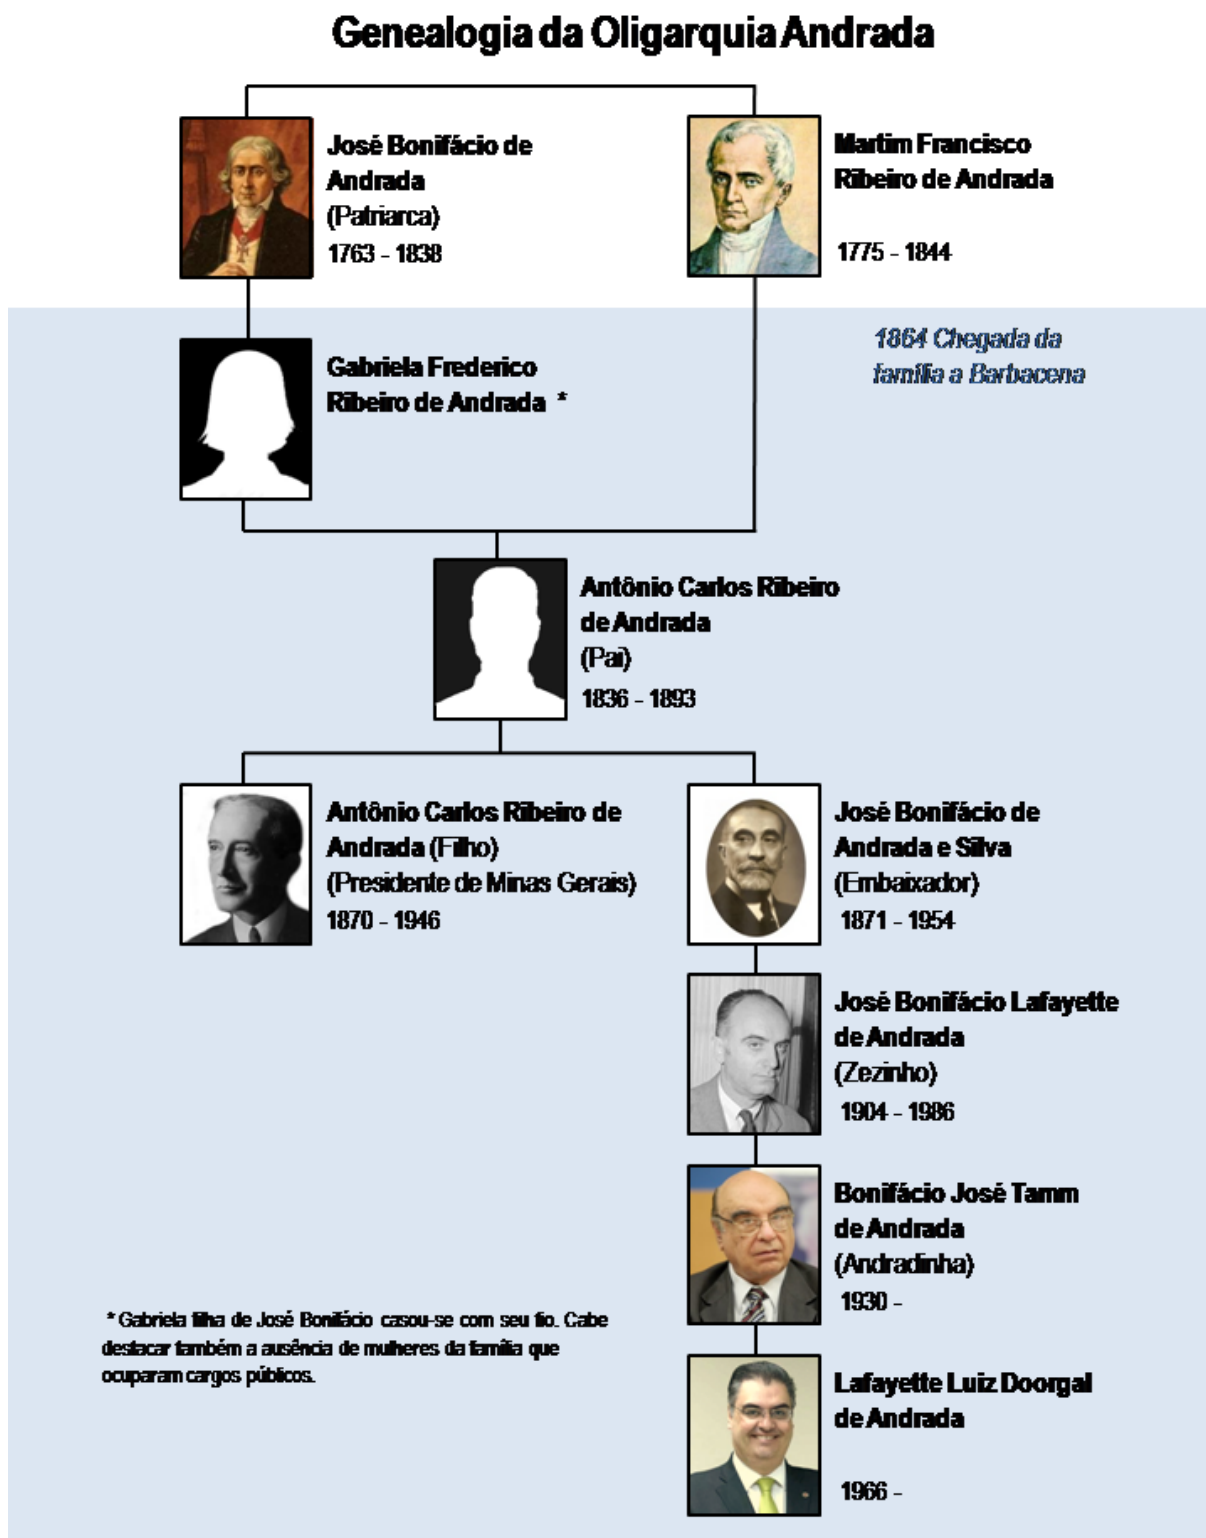 Genealogia da Oligarquia Andrada
José Bonifácio de
Andrada
(Patriarca)
1763 - 1838
Martim Francisco
Ribeiro de Andrada
1775 - 1844
1864 Chegada da
família a Barbacena
Gabriela Frederico
Ribeiro de Andrada *
Antônio Carlos Ribeiro
de Andrada
(Pai)
1836 - 1893
Antônio Carlos Ribeiro de
Andrada (Filho)
(Presidente de Minas Gerais)
1870 - 1946
José Bonifácio de
Andrada e Silva
(Embaixador)
1871 - 1954
José Bonifácio Lafayette
de Andrada
(Zezinho)
1904 - 1986
Bonifácio José Tamm
de Andrada
(Andradinha)
1930 -
Lafayette Luiz Doorgal
de Andrada
1966 -
* Gabriela filha de José Bonifácio casou-se com seu tio. Cabe
destacar também a ausência de mulheres da família que
ocuparam cargos públicos.